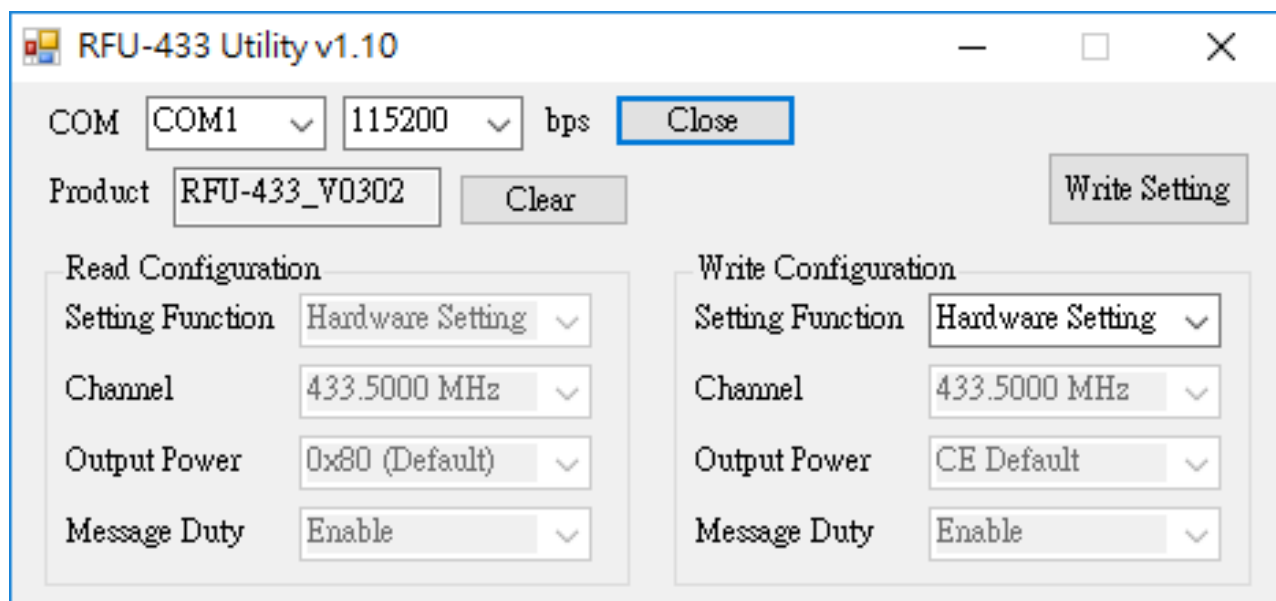 RFU-433 Utility v1.10
COM COM1 115200 bps Close
Product RFU-433_V0302 Clear Write Setting
Read Configuration
Setting Function Hardware Setting
Channel 433.5000 MHz
Output Power 0x80 (Default)
Message Duty Enable
Write Configuration
Setting Function Hardware Setting
Channel 433.5000 MHz
Output Power CE Default
Message Duty Enable